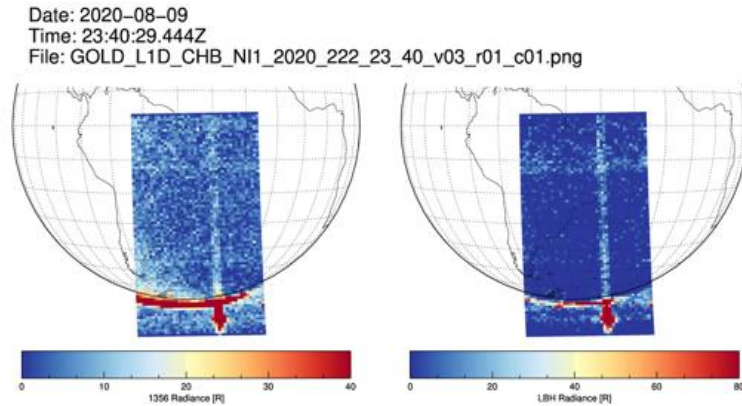 Date: 2020-08-09
Time: 23:40:29.444Z
File: GOLD_L1D_CHB_NI1_2020_222_23_40_v03_r01_c01.png
0 10 20 30 40
1356 Radiance [R]
0 20 40 60 80
LBH Radiance [R]